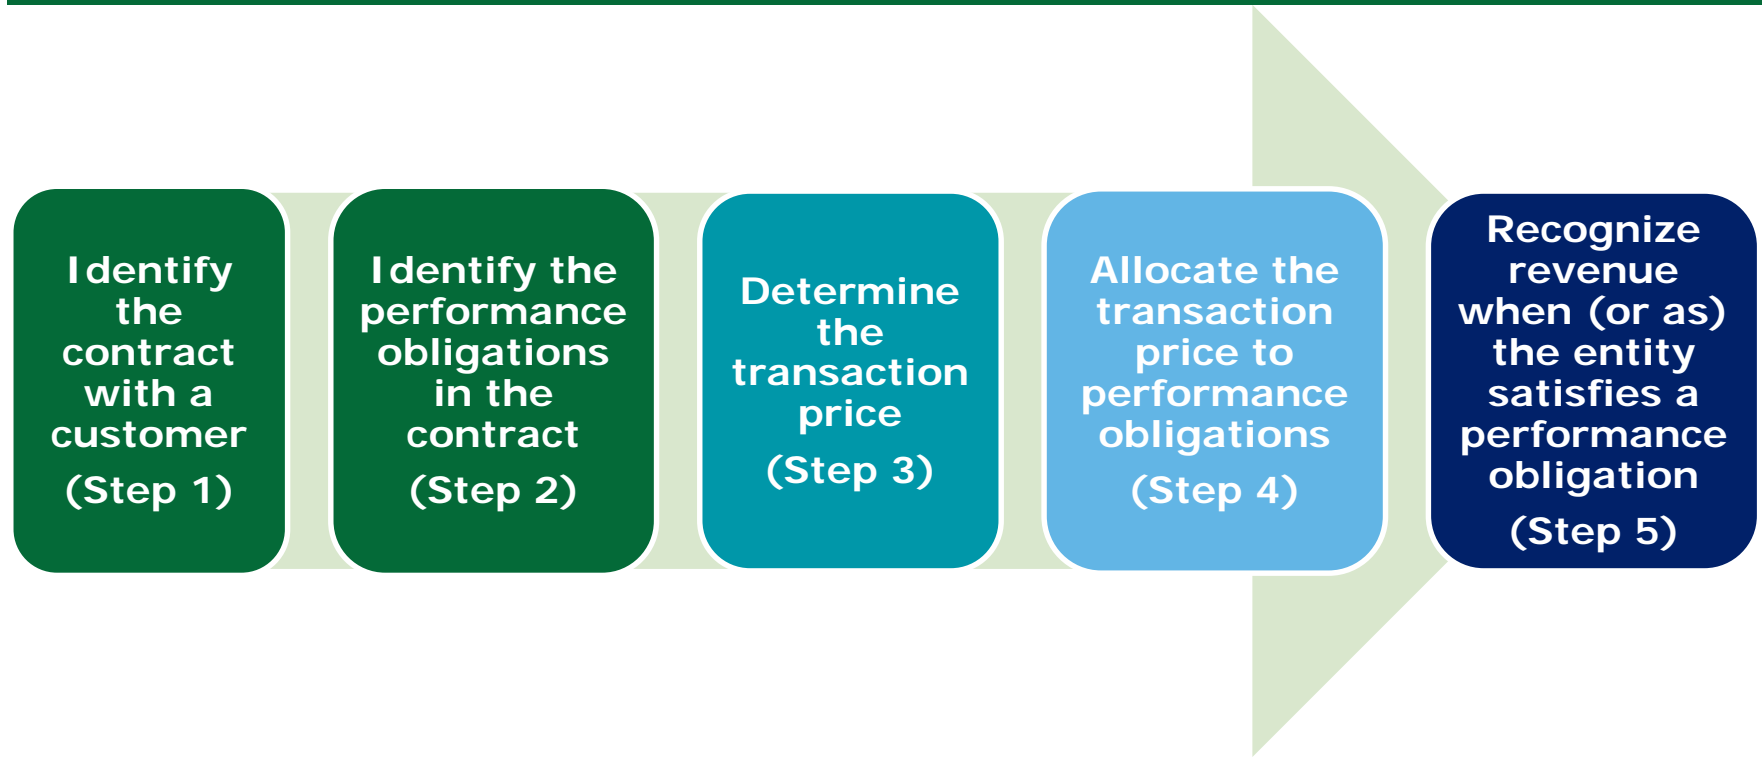 Identify
the
contract
with a
customer
(Step 1)
Identify the
performance
obligations
in the
contract
(Step 2)
Determine
the
transaction
price
(Step 3)
Allocate the
transaction
price to
performance
obligations
(Step 4)
Recognize
revenue
when (or as)
the entity
satisfies a
performance
obligation
(Step 5)